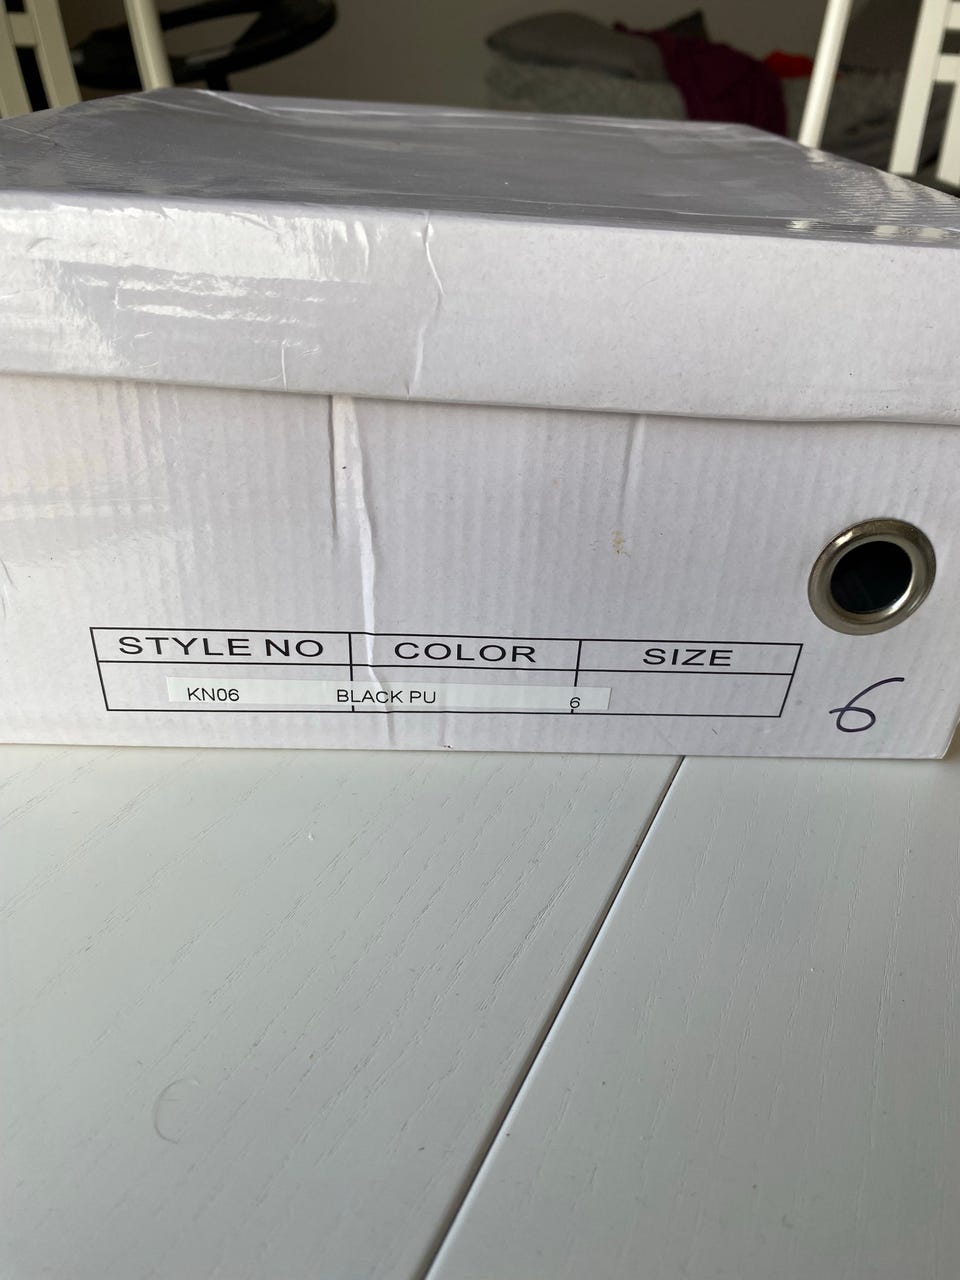 STYLE NO COLOR SIZE
KN06 BLACK PU 6
6